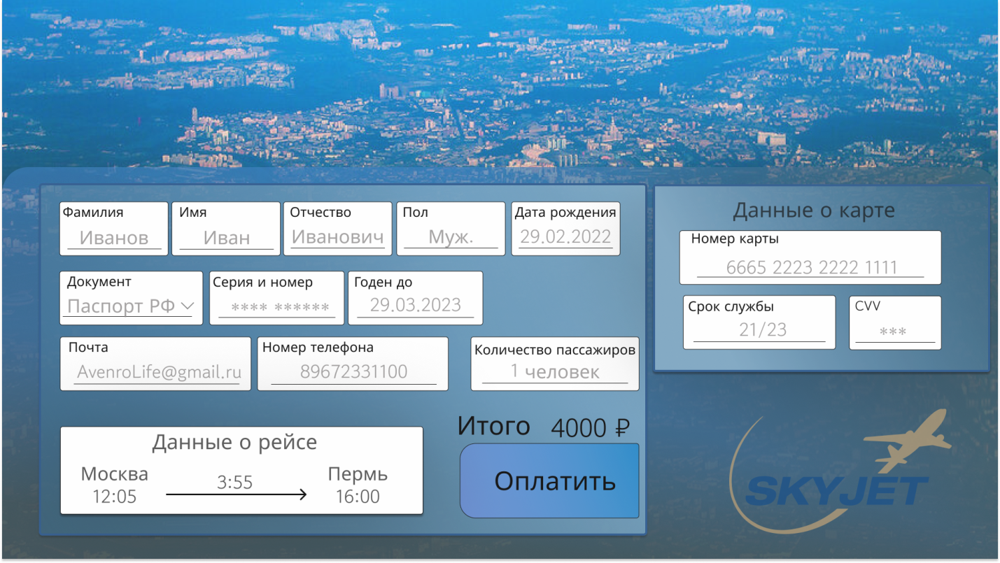 Фамилия
Иванов
Имя
Иван
Отчество
Иванович
Пол
Муж.
Дата рождения
29.02.2022
Документ
Паспорт РФ
Серия и номер
**** ******
Годен до
29.03.2023
Почта
AvenroLife@gmail.ru
Номер телефона
89672331100
Количество пассажиров
1 человек
Данные о рейсе
Москва
12:05
3:55
Пермь
16:00
Итого 4000 ₽
Оплатить
Данные о карте
Номер карты
6665 2223 2222 1111
Срок службы
21/23
CVV
***
SKYJET